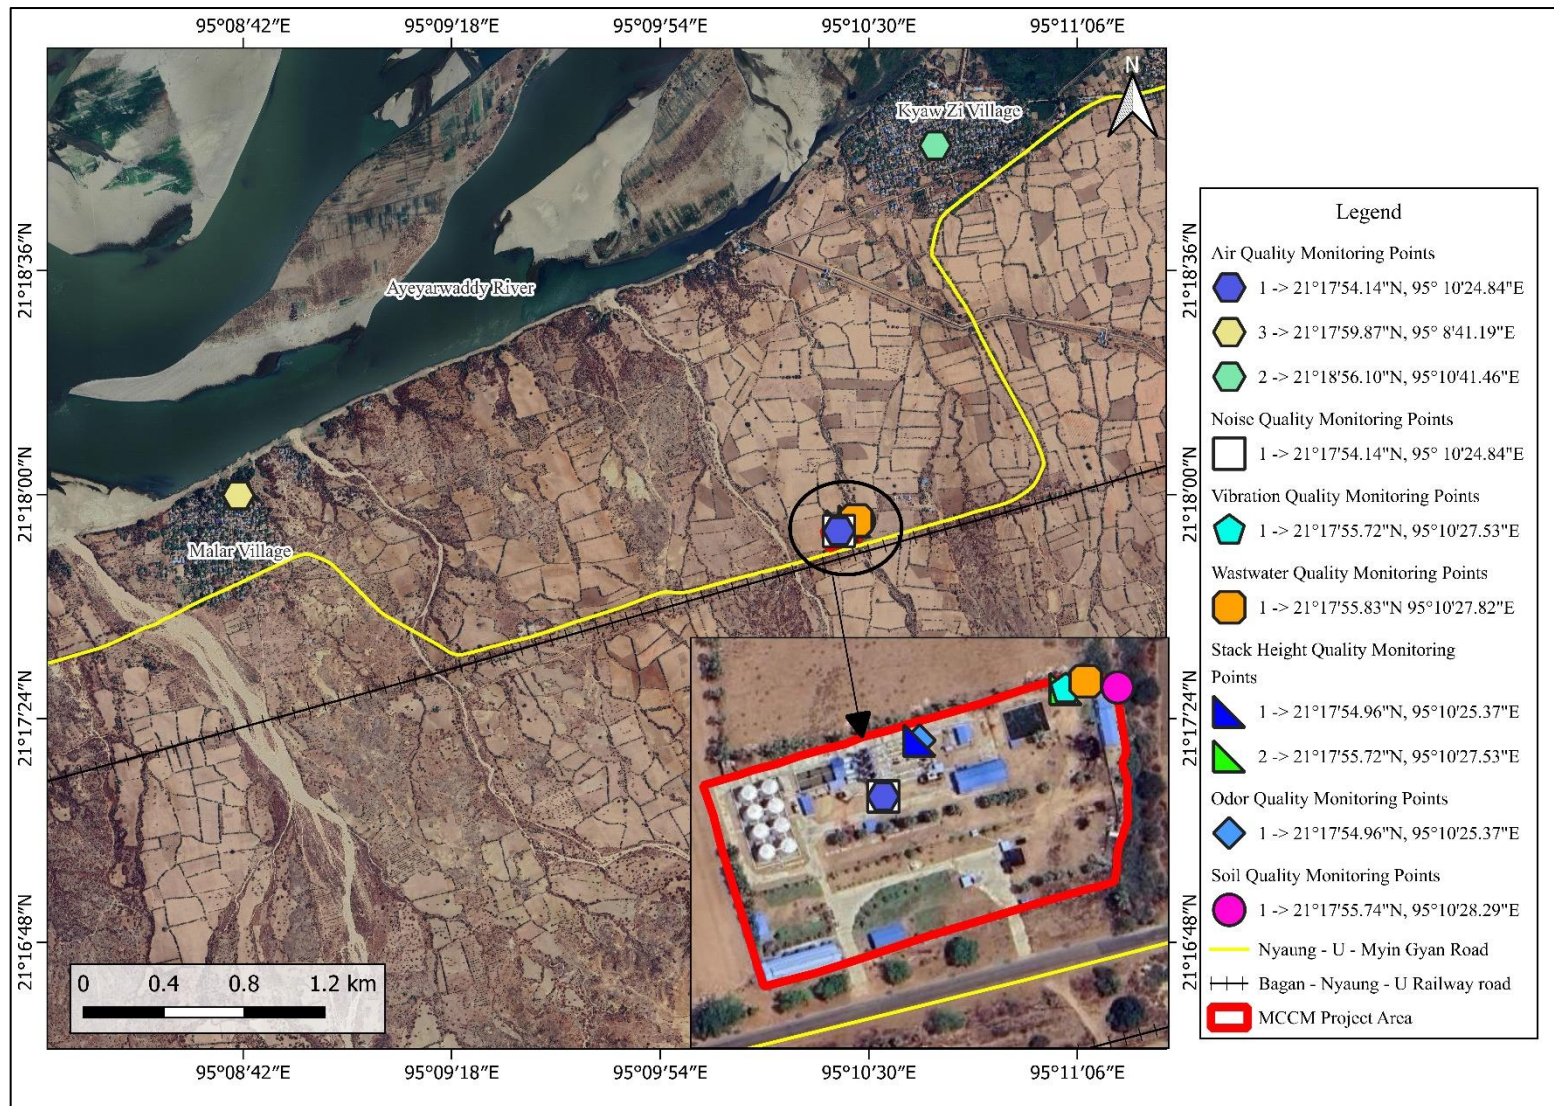 95°08′42″E
95°09′18″E
95°09′54″E
95°10′30″E
95°11′06″E
N
Kyaw Zi Village
21°18′36″N
21°18′36″N
Ayeyarwaddy River
21°18′00″N
21°18′00″N
Malar Village
21°17′24″N
21°17′24″N
21°16′48″N
21°16′48″N
0 0.4 0.8 1.2 km
95°08′42″E
95°09′18″E
95°09′54″E
95°10′30″E
95°11′06″E
Legend
Air Quality Monitoring Points
1 -> 21°17'54.14"N, 95° 10'24.84"E
3 -> 21°17'59.87"N, 95° 8'41.19"E
2 -> 21°18'56.10"N, 95°10'41.46"E
Noise Quality Monitoring Points
1 -> 21°17'54.14"N, 95° 10'24.84"E
Vibration Quality Monitoring Points
1 -> 21°17'55.72"N, 95°10'27.53"E
Wastwater Quality Monitoring Points
1 -> 21°17'55.83"N 95°10'27.82"E
Stack Height Quality Monitoring
Points
1 -> 21°17'54.96"N, 95°10'25.37"E
2 -> 21°17'55.72"N, 95°10'27.53"E
Odor Quality Monitoring Points
1 -> 21°17'54.96"N, 95°10'25.37"E
Soil Quality Monitoring Points
1 -> 21°17'55.74"N, 95°10'28.29"E
Nyaung - U - Myin Gyan Road
Bagan - Nyaung - U Railway road
MCCM Project Area